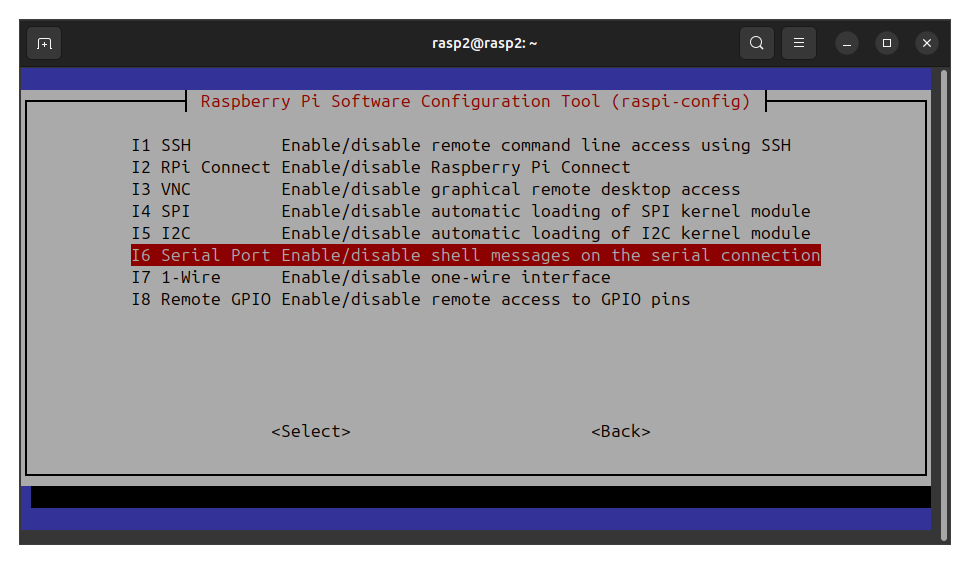 rasp2@rasp2: ~
Raspberry Pi Software Configuration Tool (raspi-config)
I1 SSH Enable/disable remote command line access using SSH
I2 RPi Connect Enable/disable Raspberry Pi Connect
I3 VNC Enable/disable graphical remote desktop access
I4 SPI Enable/disable automatic loading of SPI kernel module
I5 I2C Enable/disable automatic loading of I2C kernel module
I6 Serial Port Enable/disable shell messages on the serial connection
I7 1-Wire Enable/disable one-wire interface
I8 Remote GPIO Enable/disable remote access to GPIO pins
<Select> <Back>